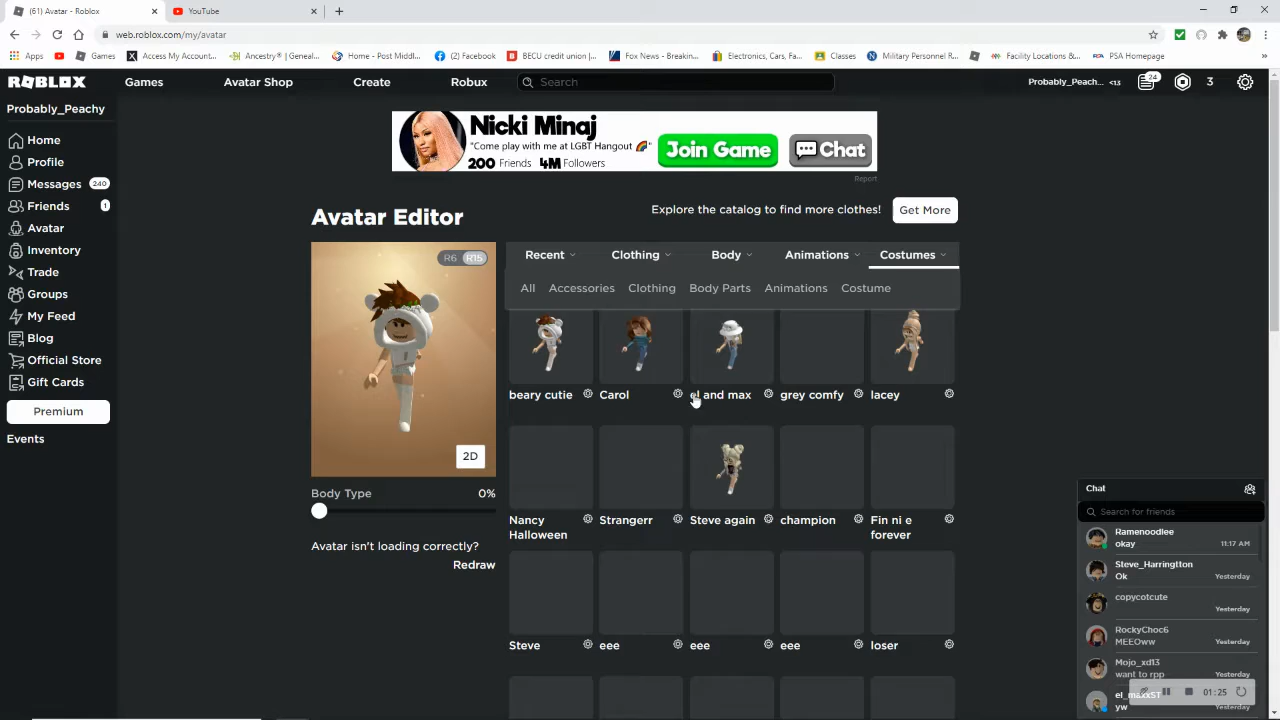 (61) Avatar - Roblox
YouTube
web.roblox.com/my/avatar
Apps
Games
Access My Account...
Ancestry® | Geneal...
Home - Post Middl...
(2) Facebook
BECU credit union |...
Fox News - Breakin...
Electronics, Cars, Fa...
Classes
Military Personnel R...
Facility Locations &...
PSA Homepage
ROBLOX
Games
Avatar Shop
Create
Robux
Search
Probably_Peach... <13
24
3
Probably_Peachy
Home
Profile
Messages 240
Friends 1
Avatar
Inventory
Trade
Groups
My Feed
Blog
Official Store
Gift Cards
Premium
Events
Nicki Minaj
"Come play with me at LGBT Hangout 🌈"
200 Friends 4M Followers
Join Game
Chat
Report
Avatar Editor
Explore the catalog to find more clothes!
Get More
R6 R15
2D
Body Type 0%
Avatar isn't loading correctly?
Redraw
Recent
Clothing
Body
Animations
Costumes
All
Accessories
Clothing
Body Parts
Animations
Costume
beary cutie
Carol
el and max
grey comfy
lacey
Nancy
Halloween
Strangerr
Steve again
champion
Fin ni e
forever
Steve
eee
eee
eee
loser
Chat
Search for friends
Ramenoodlee
okay 11:17 AM
Steve_Harringtton
Ok Yesterday
copycotcute
Yesterday
RockyChoc6
MEEOww Yesterday
Mojo_xd13
want to rpp
el_maxxST
yw Yesterday
01:25